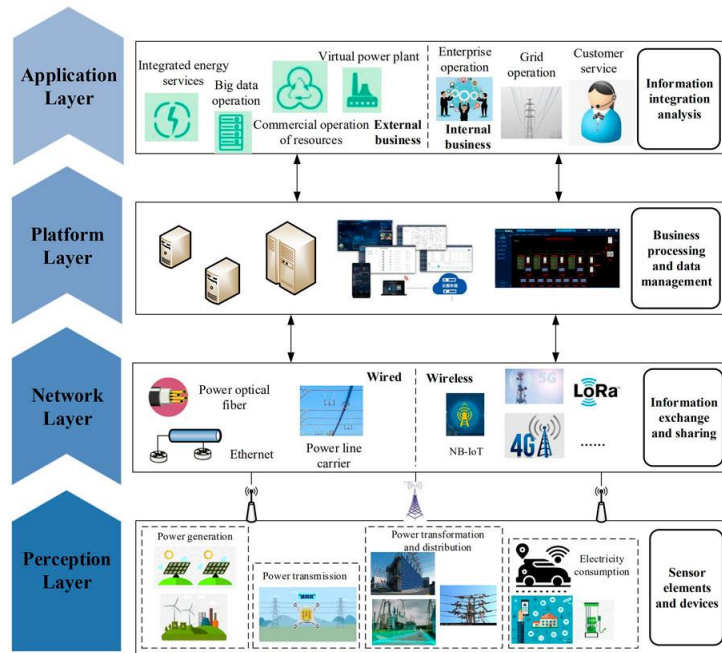 Application
Layer
Integrated energy
services
Big data
operation
Commercial operation
of resources
Virtual power plant
External
business
Enterprise
operation
Internal
business
Grid
operation
Customer
service
Information
integration
analysis
Platform
Layer
Business
processing
and data
management
Network
Layer
Power optical
fiber
Ethernet
Wired
Power line
carrier
Wireless
NB-IoT
5G
4G
LoRa
......
Information
exchange
and sharing
Perception
Layer
Power generation
Power transmission
Power transformation
and distribution
Electricity
consumption
Sensor
elements
and devices